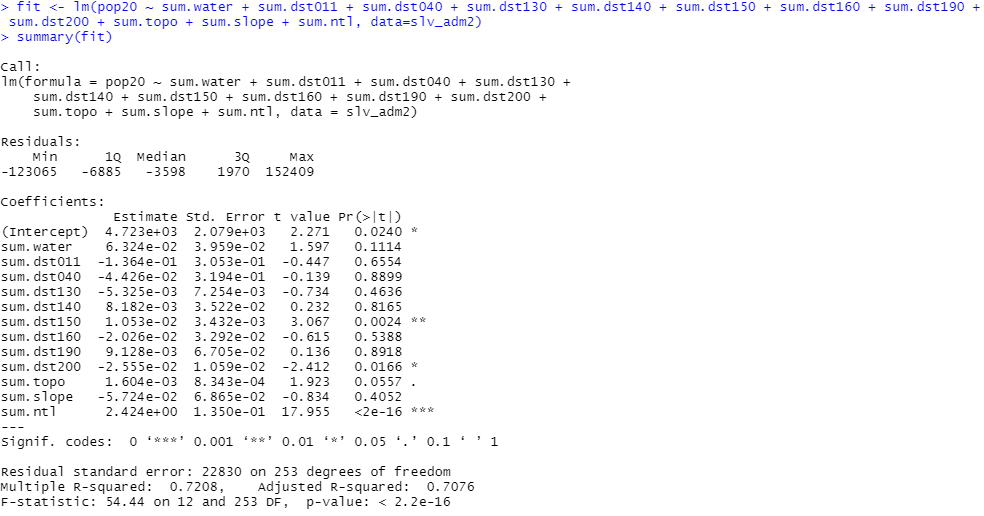 > fit <- lm(pop20 ~ sum.water + sum.dst011 + sum.dst040 + sum.dst130 + sum.dst140 + sum.dst150 + sum.dst160 + sum.dst190 +
 sum.dst200 + sum.topo + sum.slope + sum.ntl, data=slv_adm2)
> summary(fit)
Call:
lm(formula = pop20 ~ sum.water + sum.dst011 + sum.dst040 + sum.dst130 +
    sum.dst140 + sum.dst150 + sum.dst160 + sum.dst190 + sum.dst200 +
    sum.topo + sum.slope + sum.ntl, data = slv_adm2)
Residuals:
    Min      1Q  Median      3Q     Max
-123065   -6885   -3598    1970  152409
Coefficients:
              Estimate Std. Error t value Pr(>|t|)
(Intercept)  4.723e+03  2.079e+03   2.271   0.0240 *
sum.water    6.324e-02  3.959e-02   1.597   0.1114
sum.dst011  -1.364e-01  3.053e-01  -0.447   0.6554
sum.dst040  -4.426e-02  3.194e-01  -0.139   0.8899
sum.dst130  -5.325e-03  7.254e-03  -0.734   0.4636
sum.dst140   8.182e-03  3.522e-02   0.232   0.8165
sum.dst150   1.053e-02  3.432e-03   3.067   0.0024 **
sum.dst160  -2.026e-02  3.292e-02  -0.615   0.5388
sum.dst190   9.128e-03  6.705e-02   0.136   0.8918
sum.dst200  -2.555e-02  1.059e-02  -2.412   0.0166 *
sum.topo     1.604e-03  8.343e-04   1.923   0.0557 .
sum.slope   -5.724e-02  6.865e-02  -0.834   0.4052
sum.ntl      2.424e+00  1.350e-01  17.955   <2e-16 ***
---
Signif. codes:  0 ‘***’ 0.001 ‘**’ 0.01 ‘*’ 0.05 ‘.’ 0.1 ‘ ’ 1
Residual standard error: 22830 on 253 degrees of freedom
Multiple R-squared:  0.7208,    Adjusted R-squared:  0.7076
F-statistic: 54.44 on 12 and 253 DF,  p-value: < 2.2e-16